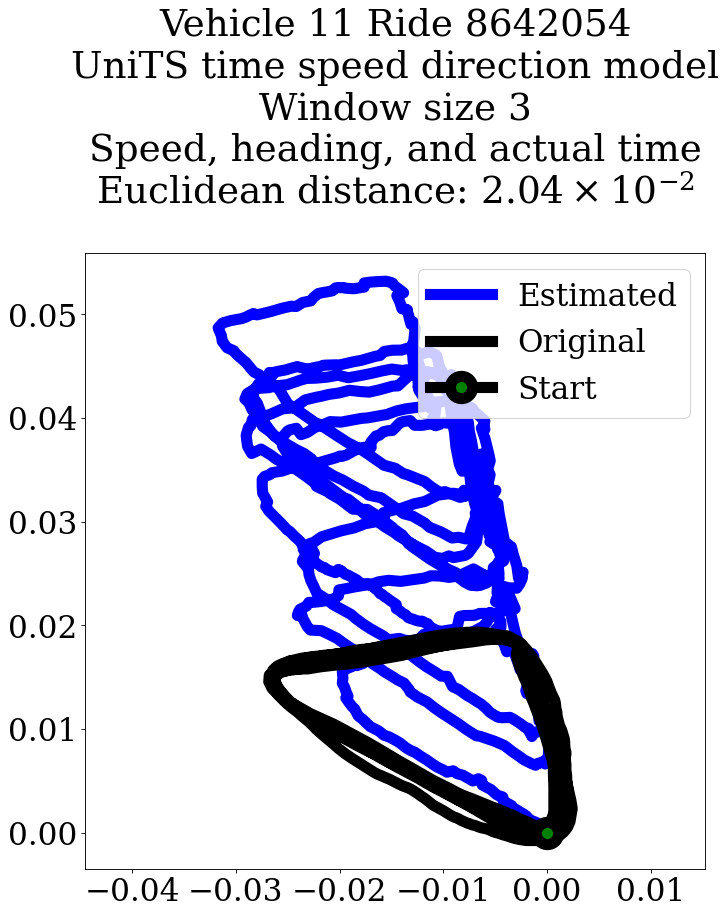 Vehicle 11 Ride 8642054
UniTS time speed direction model
Window size 3
Speed, heading, and actual time
Euclidean distance: 2.04 × 10⁻²
Estimated
Original
Start
0.05
0.04
0.03
0.02
0.01
0.00
−0.04 −0.03 −0.02 −0.01 0.00 0.01